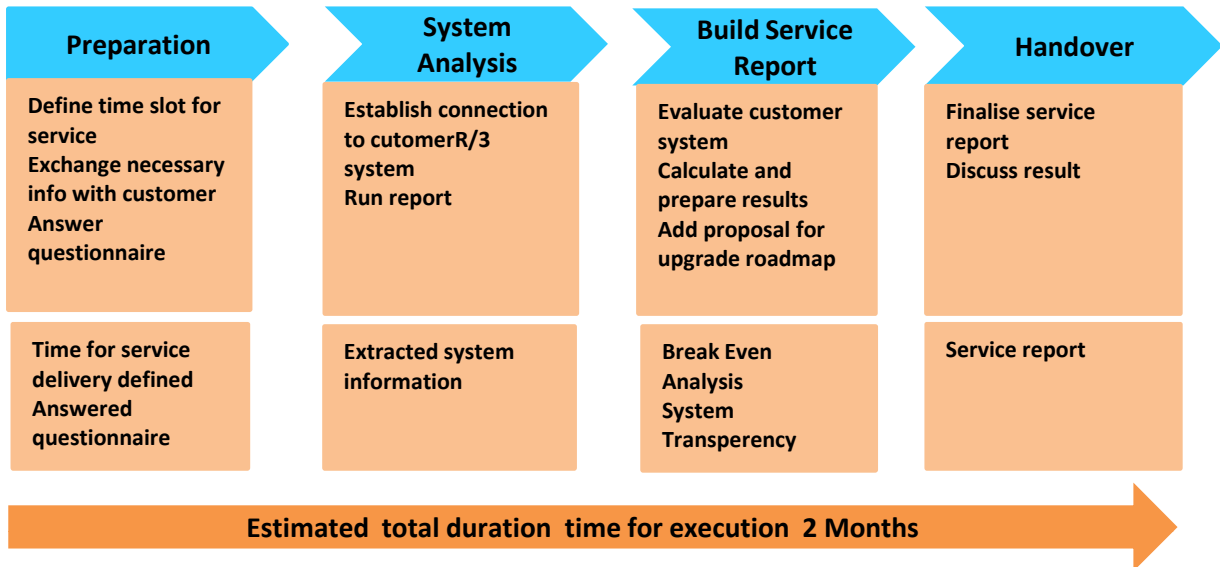 Preparation
System
Analysis
Build Service
Report
Handover
Define time slot for
service
Exchange necessary
info with customer
Answer
questionnaire
Establish connection
to cutomerR/3
system
Run report
Evaluate customer
system
Calculate and
prepare results
Add proposal for
upgrade roadmap
Finalise service
report
Discuss result
Time for service
delivery defined
Answered
questionnaire
Extracted system
information
Break Even
Analysis
System
Transperency
Service report
Estimated total duration time for execution 2 Months